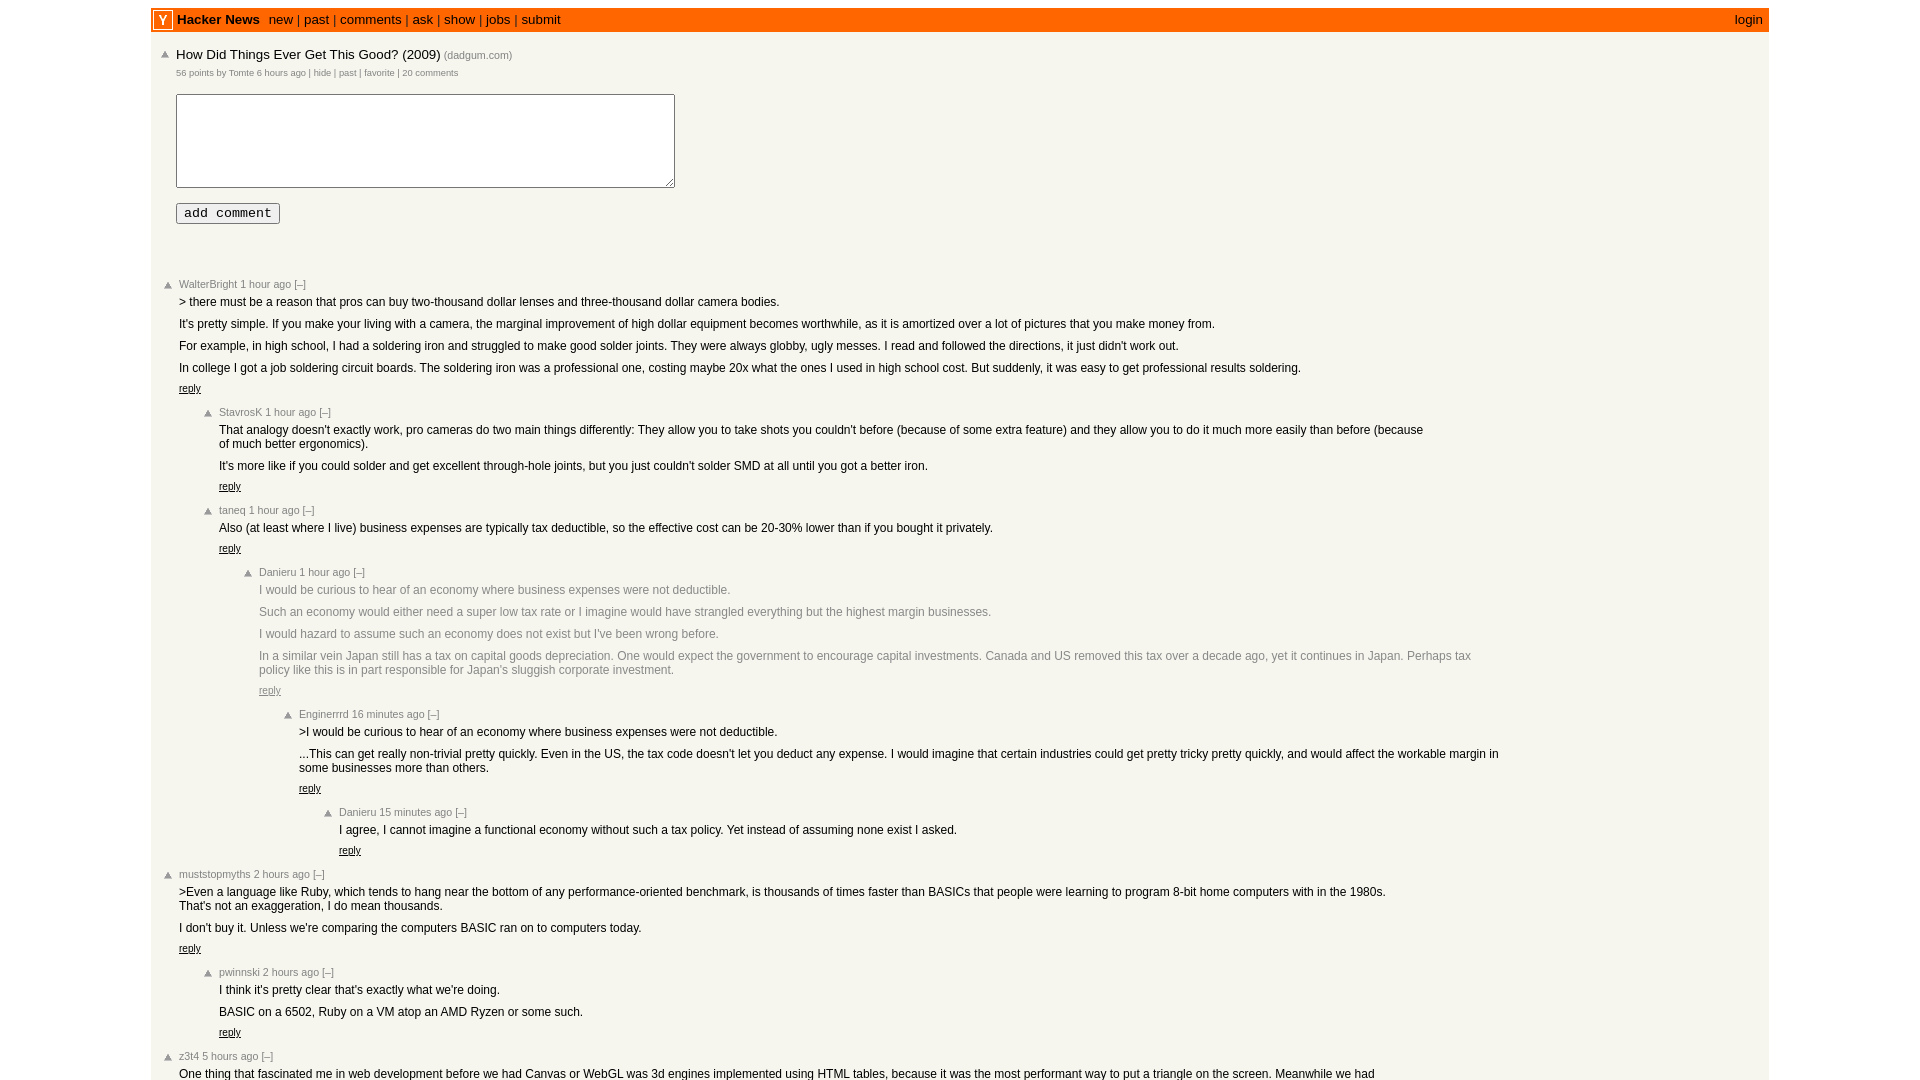 Y Hacker News new | past | comments | ask | show | jobs | submit login
How Did Things Ever Get This Good? (2009) (dadgum.com)
56 points by Tomte 6 hours ago | hide | past | favorite | 20 comments
add comment
WalterBright 1 hour ago [–]
> there must be a reason that pros can buy two-thousand dollar lenses and three-thousand dollar camera bodies.
It's pretty simple. If you make your living with a camera, the marginal improvement of high dollar equipment becomes worthwhile, as it is amortized over a lot of pictures that you make money from.
For example, in high school, I had a soldering iron and struggled to make good solder joints. They were always globby, ugly messes. I read and followed the directions, it just didn't work out.
In college I got a job soldering circuit boards. The soldering iron was a professional one, costing maybe 20x what the ones I used in high school cost. But suddenly, it was easy to get professional results soldering.
reply
StavrosK 1 hour ago [–]
That analogy doesn't exactly work, pro cameras do two main things differently: They allow you to take shots you couldn't before (because of some extra feature) and they allow you to do it much more easily than before (because
of much better ergonomics).
It's more like if you could solder and get excellent through-hole joints, but you just couldn't solder SMD at all until you got a better iron.
reply
taneq 1 hour ago [–]
Also (at least where I live) business expenses are typically tax deductible, so the effective cost can be 20-30% lower than if you bought it privately.
reply
Danieru 1 hour ago [–]
I would be curious to hear of an economy where business expenses were not deductible.
Such an economy would either need a super low tax rate or I imagine would have strangled everything but the highest margin businesses.
I would hazard to assume such an economy does not exist but I've been wrong before.
In a similar vein Japan still has a tax on capital goods depreciation. One would expect the government to encourage capital investments. Canada and US removed this tax over a decade ago, yet it continues in Japan. Perhaps tax
policy like this is in part responsible for Japan's sluggish corporate investment.
reply
Enginerrrd 16 minutes ago [–]
>I would be curious to hear of an economy where business expenses were not deductible.
...This can get really non-trivial pretty quickly. Even in the US, the tax code doesn't let you deduct any expense. I would imagine that certain industries could get pretty tricky pretty quickly, and would affect the workable margin in
some businesses more than others.
reply
Danieru 15 minutes ago [–]
I agree, I cannot imagine a functional economy without such a tax policy. Yet instead of assuming none exist I asked.
reply
muststopmyths 2 hours ago [–]
>Even a language like Ruby, which tends to hang near the bottom of any performance-oriented benchmark, is thousands of times faster than BASICs that people were learning to program 8-bit home computers with in the 1980s.
That's not an exaggeration, I do mean thousands.
I don't buy it. Unless we're comparing the computers BASIC ran on to computers today.
reply
pwinnski 2 hours ago [–]
I think it's pretty clear that's exactly what we're doing.
BASIC on a 6502, Ruby on a VM atop an AMD Ryzen or some such.
reply
z3t4 5 hours ago [–]
One thing that fascinated me in web development before we had Canvas or WebGL was 3d engines implemented using HTML tables, because it was the most performant way to put a triangle on the screen. Meanwhile we had